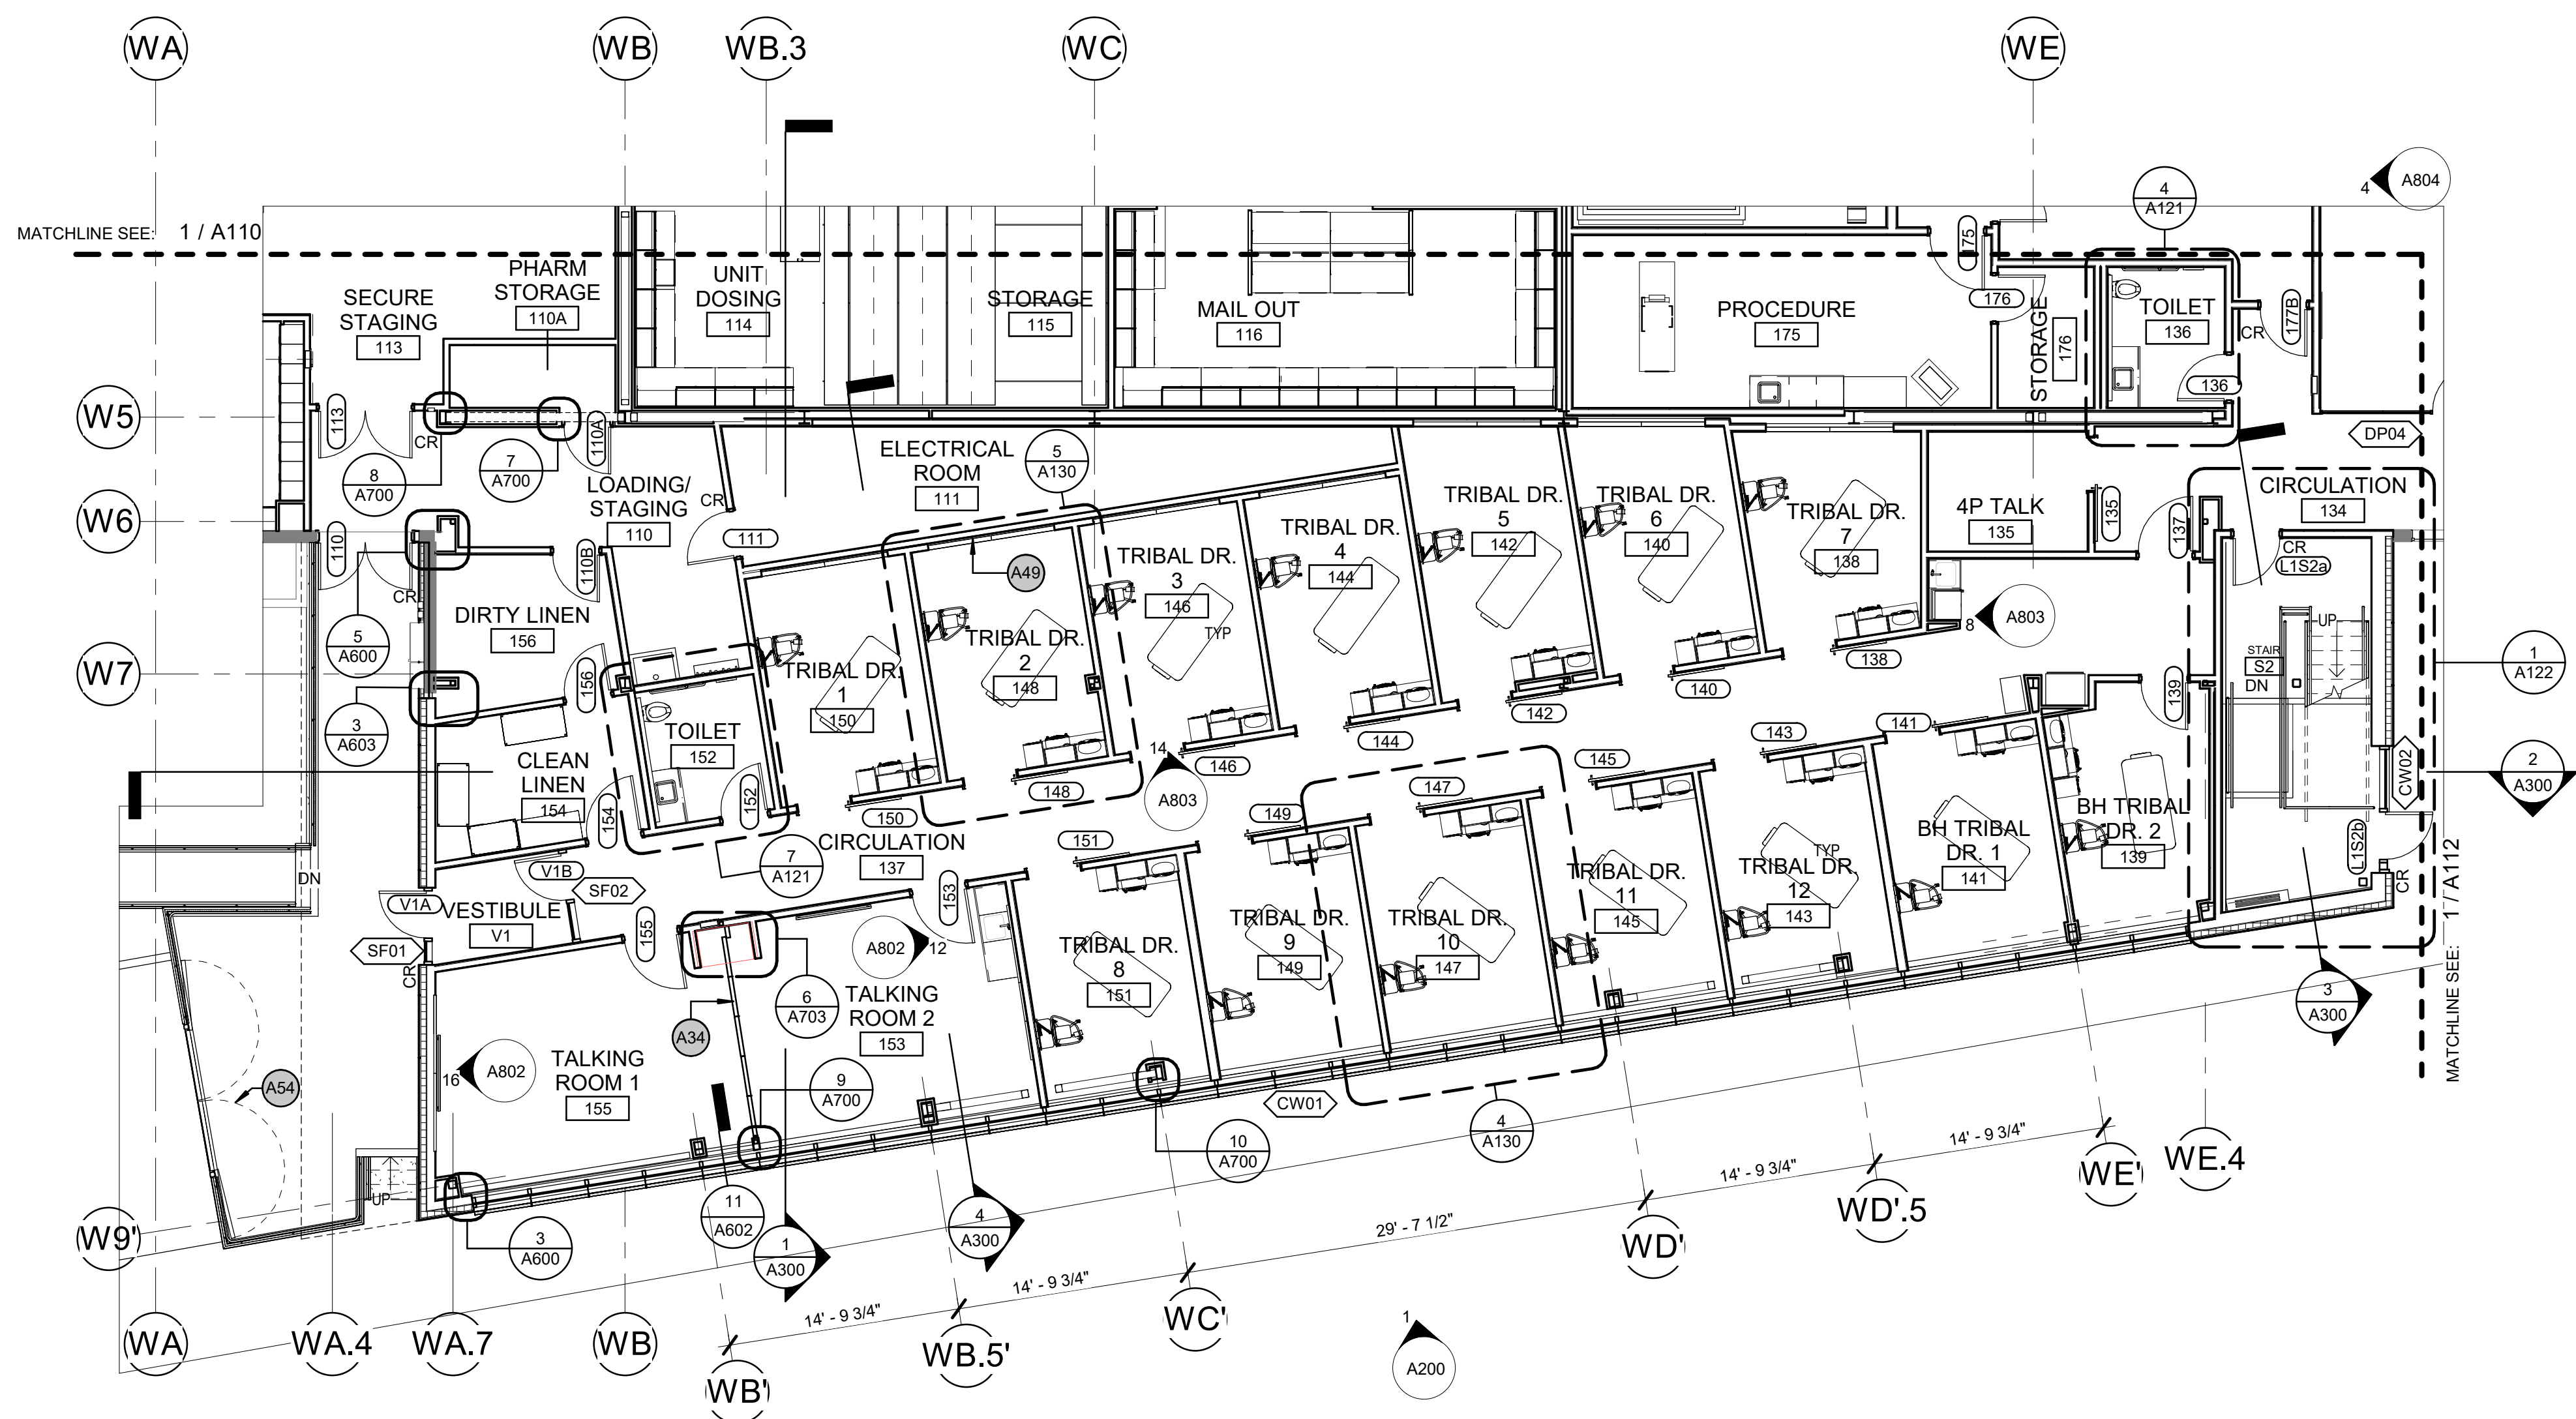 WA
WB
WB.3
WC
WE
4
A121
4
A804
MATCHLINE SEE: 1 / A110
SECURE
STAGING
113
PHARM
STORAGE
110A
UNIT
DOSING
114
STORAGE
115
MAIL OUT
116
PROCEDURE
175
175
176
STORAGE
176
TOILET
136
136
CR
177B
W5
113
CR
8
A700
7
A700
110A
LOADING/
STAGING
110
CR
ELECTRICAL
ROOM
111
5
A130
DP04
W6
110
110B
111
A49
TRIBAL DR.
3
146
TYP
TRIBAL DR.
4
144
TRIBAL DR.
5
142
TRIBAL DR.
6
140
TRIBAL DR.
7
138
4P TALK
135
135
137
CIRCULATION
134
CR
L1S2a
CR
DIRTY LINEN
156
5
A600
8
A803
W7
156
TRIBAL DR.
1
150
TRIBAL DR.
2
148
138
140
142
144
146
148
150
UP
STAIR
S2
DN
1
A122
139
3
A603
TOILET
152
152
CLEAN
LINEN
154
154
14
A803
145
143
141
147
149
151
2
A300
CW02
BH TRIBAL
DR. 2
139
BH TRIBAL
DR. 1
141
TYP
TRIBAL DR.
12
143
TRIBAL DR.
11
145
TRIBAL DR.
10
147
TRIBAL DR.
9
149
TRIBAL DR.
8
151
L1S2b
CR
MATCHLINE SEE: 1 / A112
CIRCULATION
137
7
A121
DN
V1B
SF02
V1A
VESTIBULE
V1
SF01
CR
155
153
A802
12
TALKING
ROOM 2
153
6
A703
A34
TALKING
ROOM 1
155
16
A802
A54
9
A700
10
A700
CW01
4
A130
3
A300
UP
3
A600
11
A602
1
A300
4
A300
W9'
14' - 9 3/4"
14' - 9 3/4"
29' - 7 1/2"
14' - 9 3/4"
14' - 9 3/4"
WE'
WE.4
WD'.5
WD'
WC'
WB.5'
WB'
WA
WA.4
WA.7
WB
1
A200